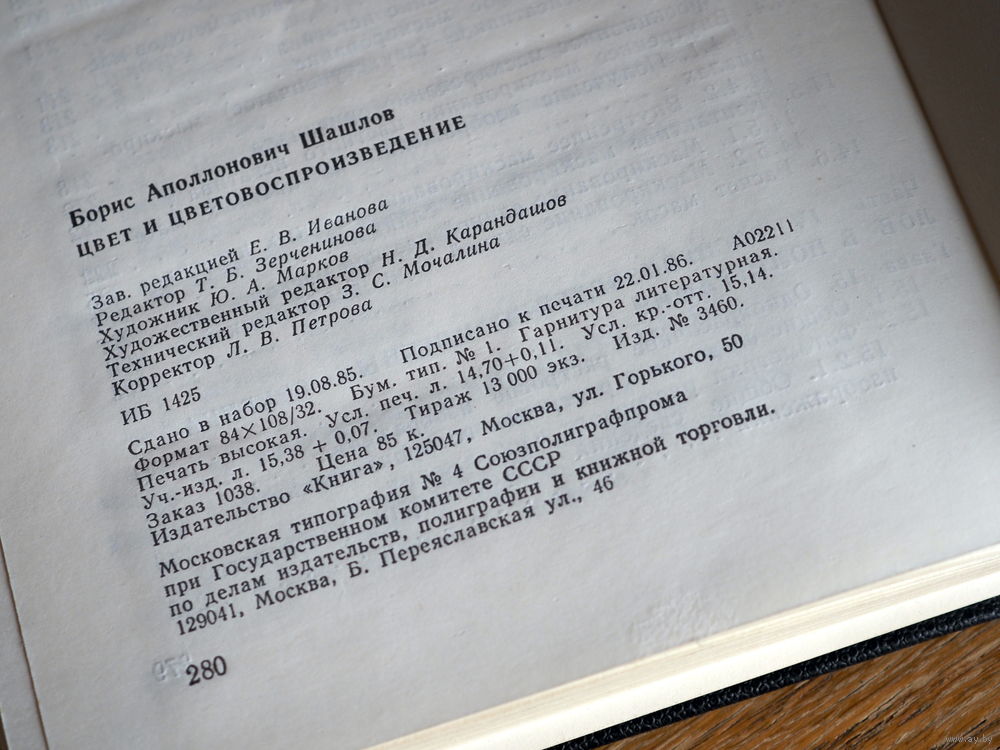 Борис Аполлонович Шашлов
ЦВЕТ И ЦВЕТОВОСПРОИЗВЕДЕНИЕ
Зав. редакцией Е. В. Иванова
Редактор Т. Б. Зерченинова
Художник Ю. А. Марков
Художественный редактор Н. Д. Карандашов
Технический редактор З. С. Мочалина
Корректор Л. В. Петрова
ИБ 1425
Сдано в набор 19.08.85. Подписано к печати 22.01.86. А02211
Формат 84×108/32. Бум. тип. № 1. Гарнитура литературная.
Печать высокая. Усл. печ. л. 14,70+0,11. Усл. кр.-отт. 15,14.
Уч.-изд. л. 15,38 + 0,07. Тираж 13 000 экз. Изд. № 3460.
Заказ 1038. Цена 85 к.
Издательство «Книга», 125047, Москва, ул. Горького, 50
Московская типография № 4 Союзполиграфпрома
при Государственном комитете СССР
по делам издательств, полиграфии и книжной торговли.
129041, Москва, Б. Переяславская ул., 46
280
www.ay.by